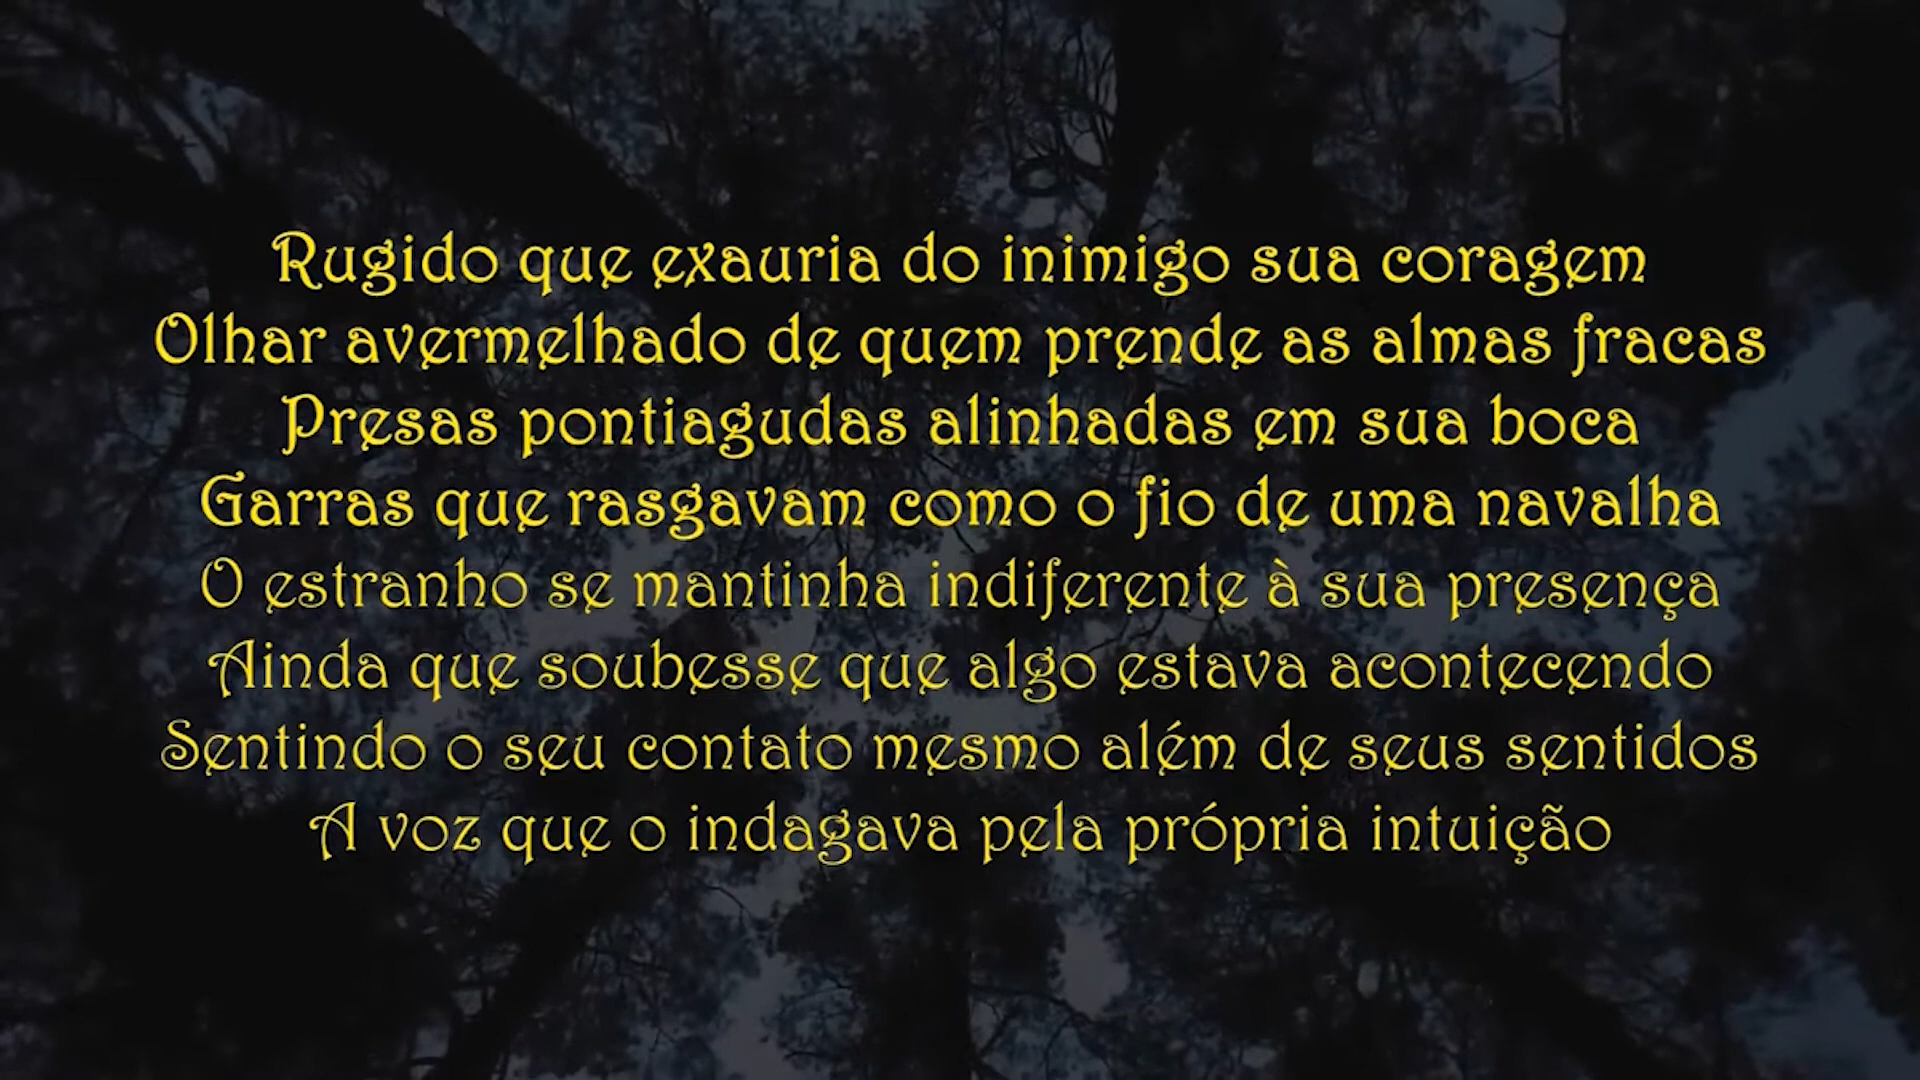 Rugido que exauria do inimigo sua coragem
Olhar avermelhado de quem prende as almas fracas
Presas pontiagudas alinhadas em sua boca
Garras que rasgavam como o fio de uma navalha
O estranho se mantinha indiferente à sua presença
Ainda que soubesse que algo estava acontecendo
Sentindo o seu contato mesmo além de seus sentidos
A voz que o indagava pela própria intuição